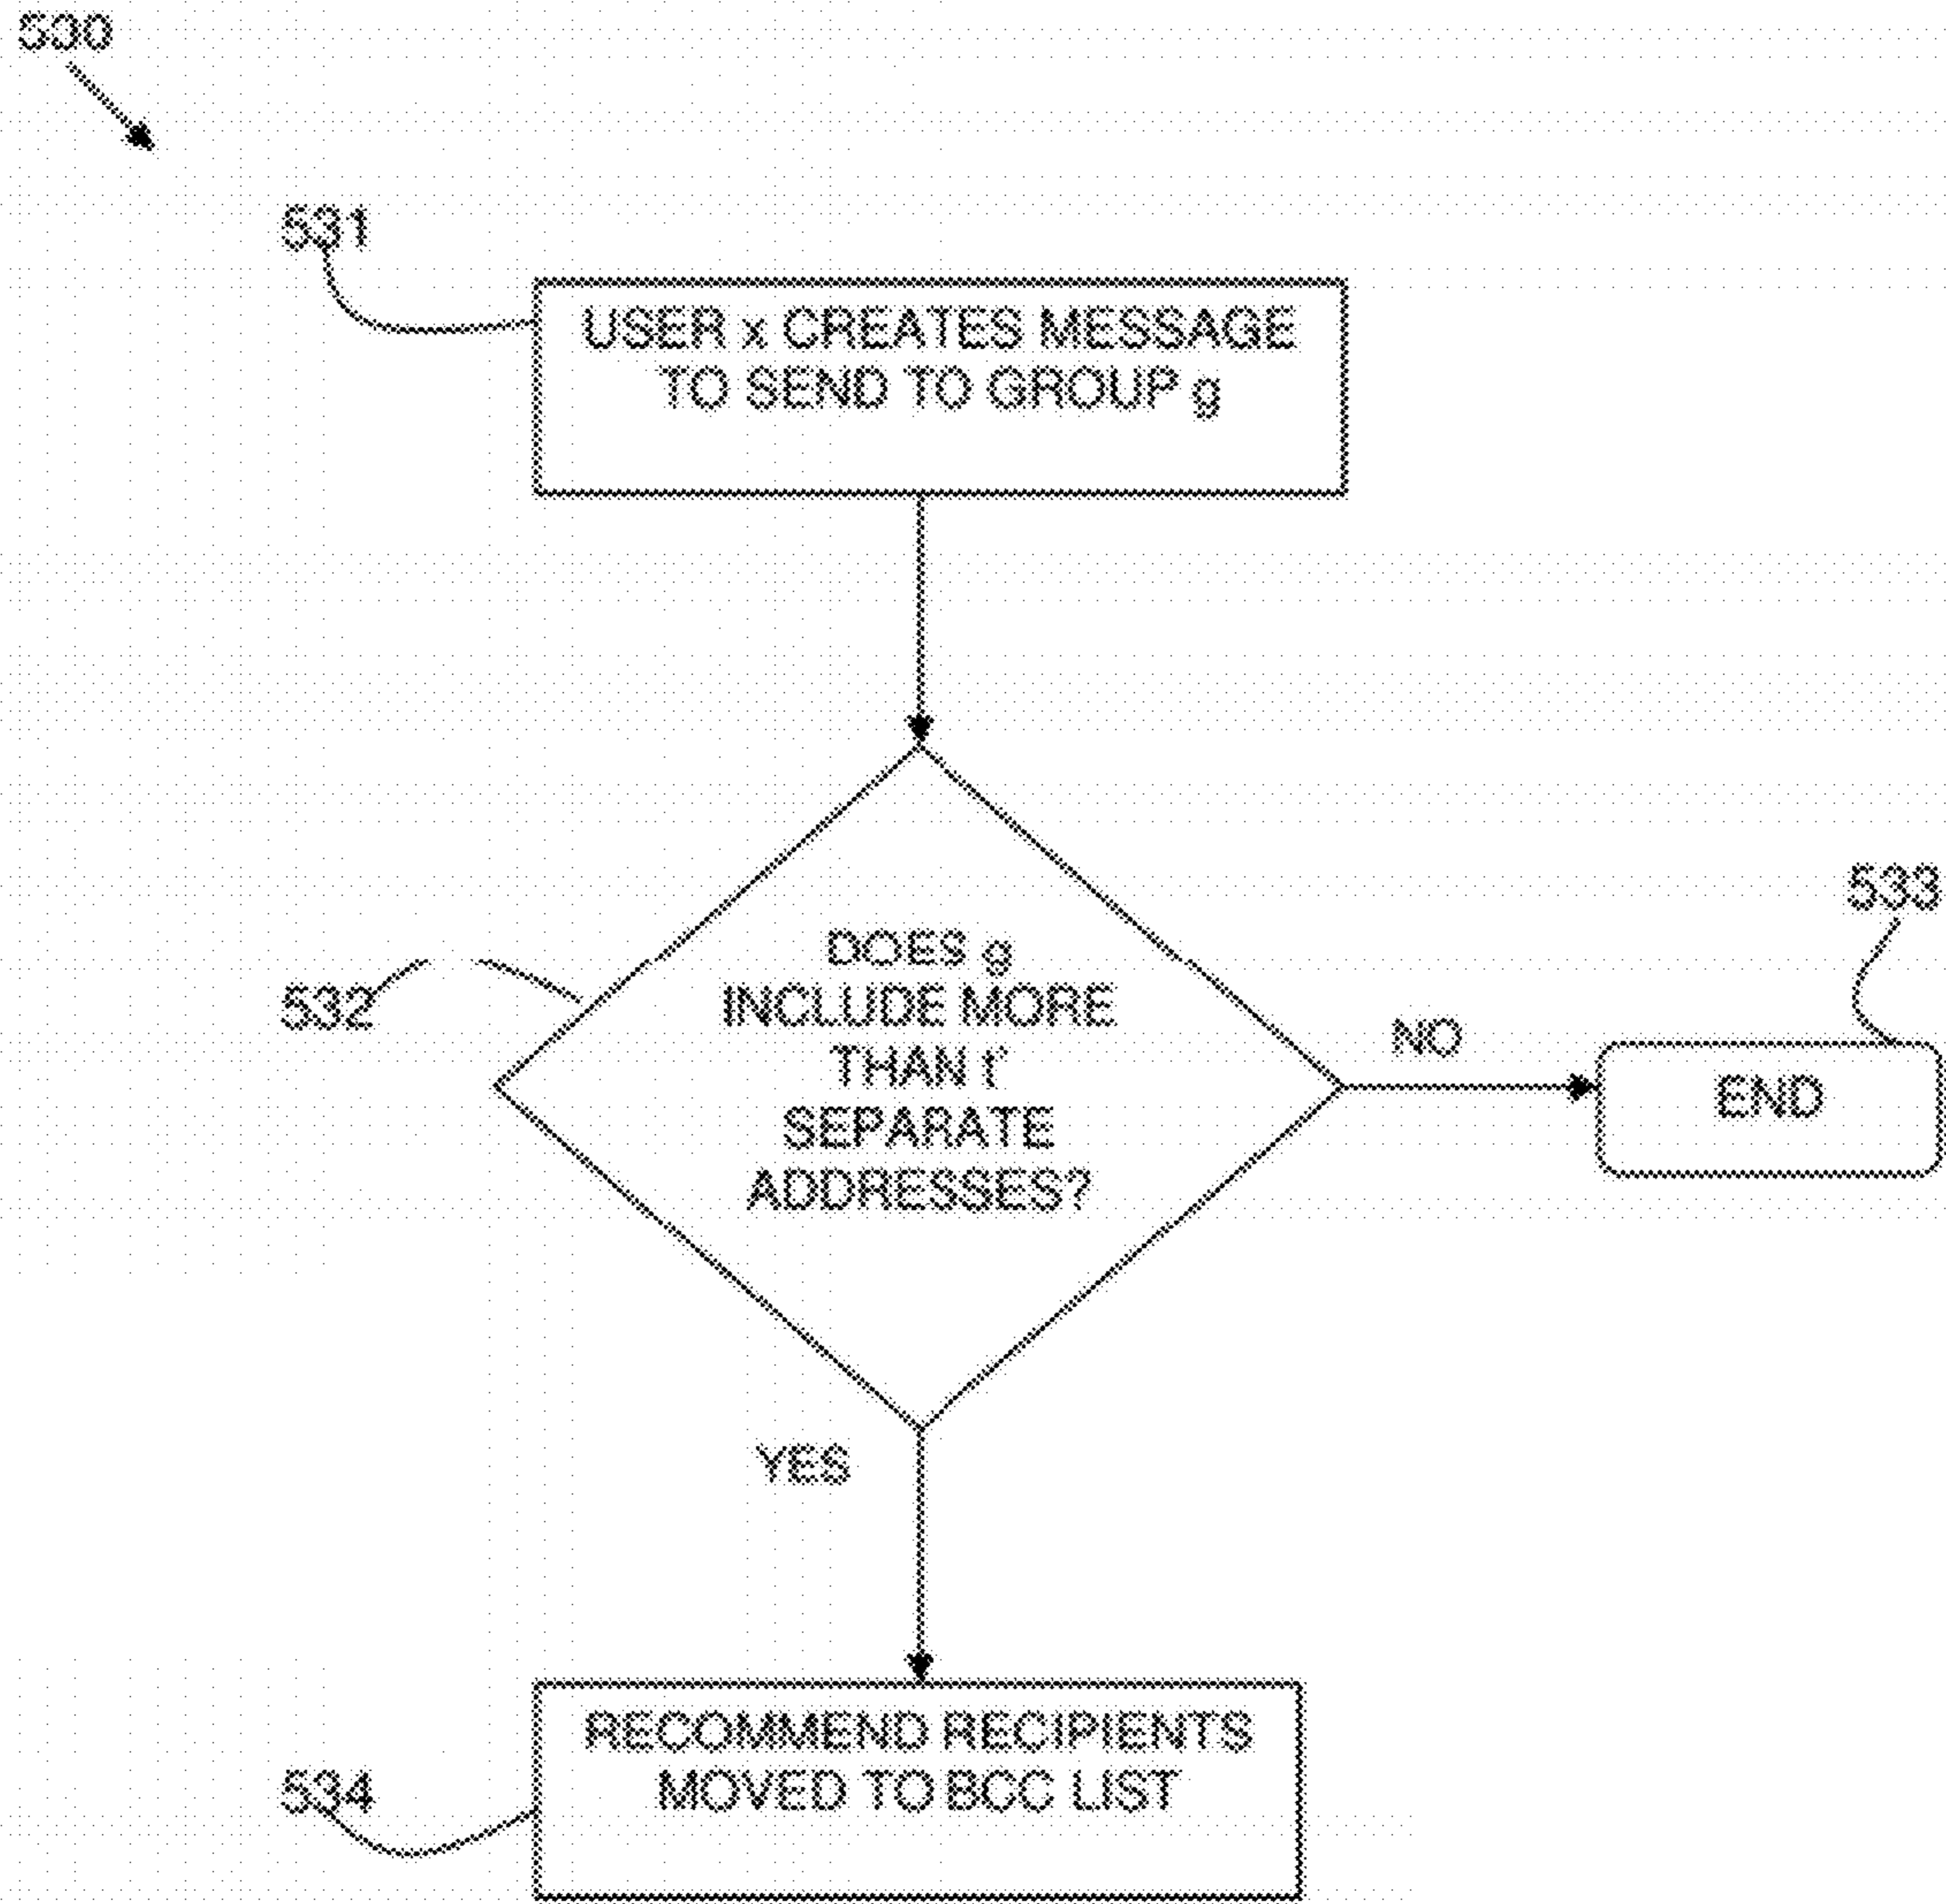 530
531
USER x CREATES MESSAGE
TO SEND TO GROUP g
532
DOES g
INCLUDE MORE
THAN t'
SEPARATE
ADDRESSES?
NO
533
END
YES
534
RECOMMEND RECIPIENTS
MOVED TO BCC LIST